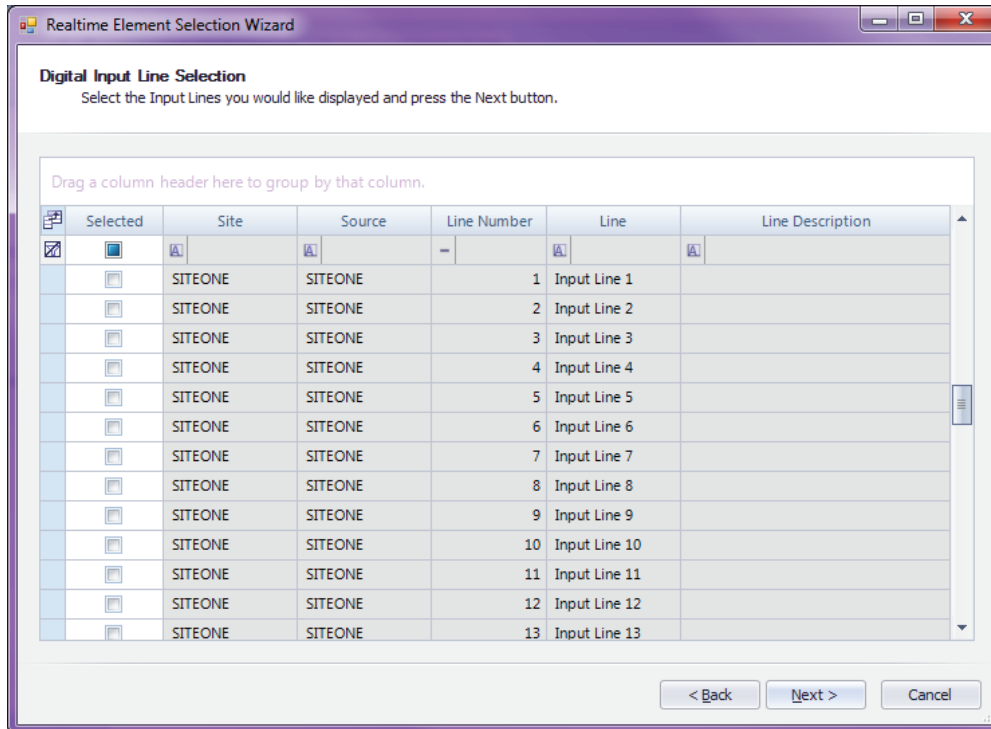 Realtime Element Selection Wizard
Digital Input Line Selection
Select the Input Lines you would like displayed and press the Next button.
Drag a column header here to group by that column.
Selected Site Source Line Number Line Line Description
A A = A A
SITEONE SITEONE 1 Input Line 1
SITEONE SITEONE 2 Input Line 2
SITEONE SITEONE 3 Input Line 3
SITEONE SITEONE 4 Input Line 4
SITEONE SITEONE 5 Input Line 5
SITEONE SITEONE 6 Input Line 6
SITEONE SITEONE 7 Input Line 7
SITEONE SITEONE 8 Input Line 8
SITEONE SITEONE 9 Input Line 9
SITEONE SITEONE 10 Input Line 10
SITEONE SITEONE 11 Input Line 11
SITEONE SITEONE 12 Input Line 12
SITEONE SITEONE 13 Input Line 13
< Back Next > Cancel